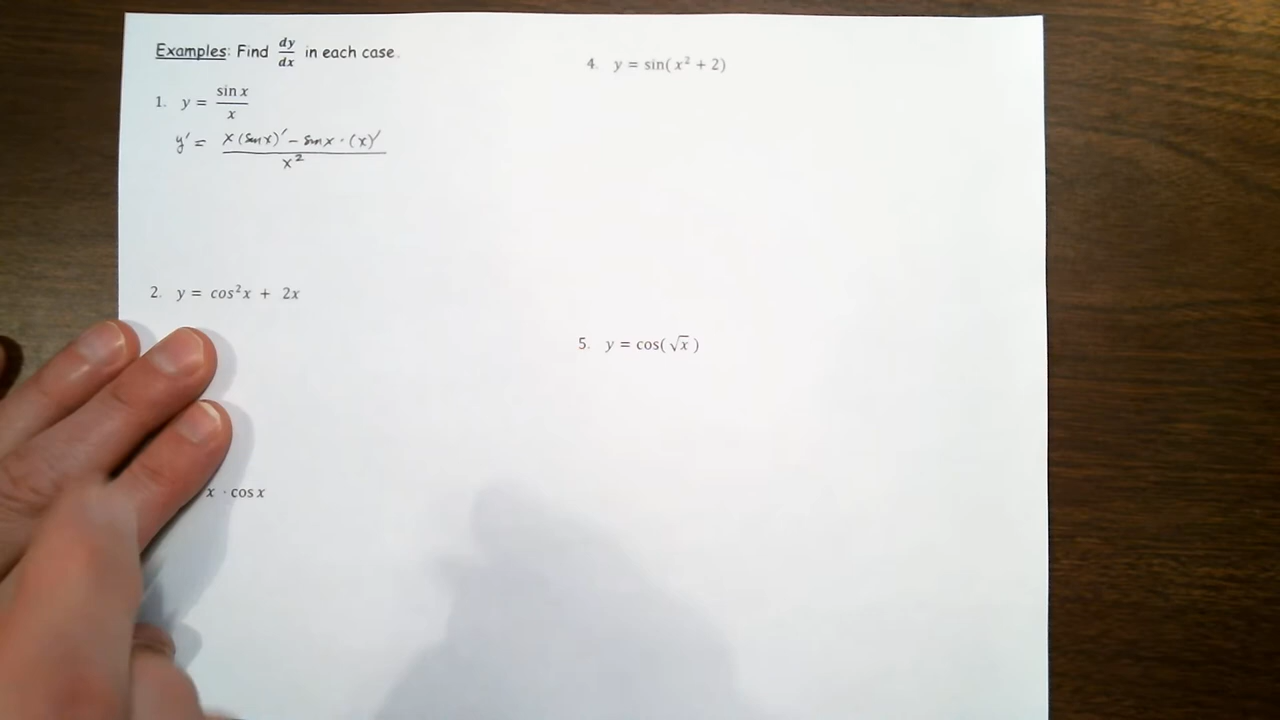 Examples: Find dy/dx in each case.
1. y = sin x / x
y' = x(sin x)' - sin x · (x)' / x²
2. y = cos²x + 2x
x · cos x
4. y = sin( x² + 2)
5. y = cos( √x )